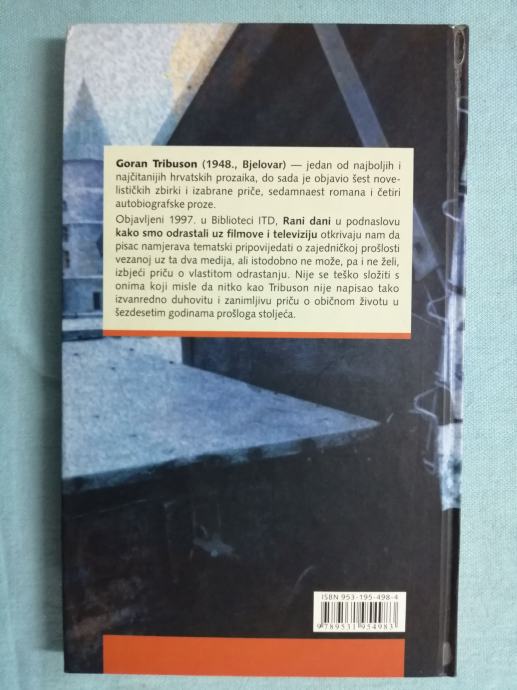 Goran Tribuson (1948., Bjelovar) — jedan od najboljih i
najčitanijih hrvatskih prozaika, do sada je objavio šest nove-
lističkih zbirki i izabrane priče, sedamnaest romana i četiri
autobiografske proze.
Objavljeni 1997. u Biblioteci ITD, Rani dani u podnaslovu
kako smo odrastali uz filmove i televiziju otkrivaju nam da
pisac namjerava tematski pripovijedati o zajedničkoj prošlosti
vezanoj uz ta dva medija, ali istodobno ne može, pa i ne želi,
izbjeći priču o vlastitom odrastanju. Nije se teško složiti s
onima koji misle da nitko kao Tribuson nije napisao tako
izvanredno duhovitu i zanimljivu priču o običnom životu u
šezdesetim godinama prošloga stoljeća.
ISBN 953-195-498-4
9 789531 954983